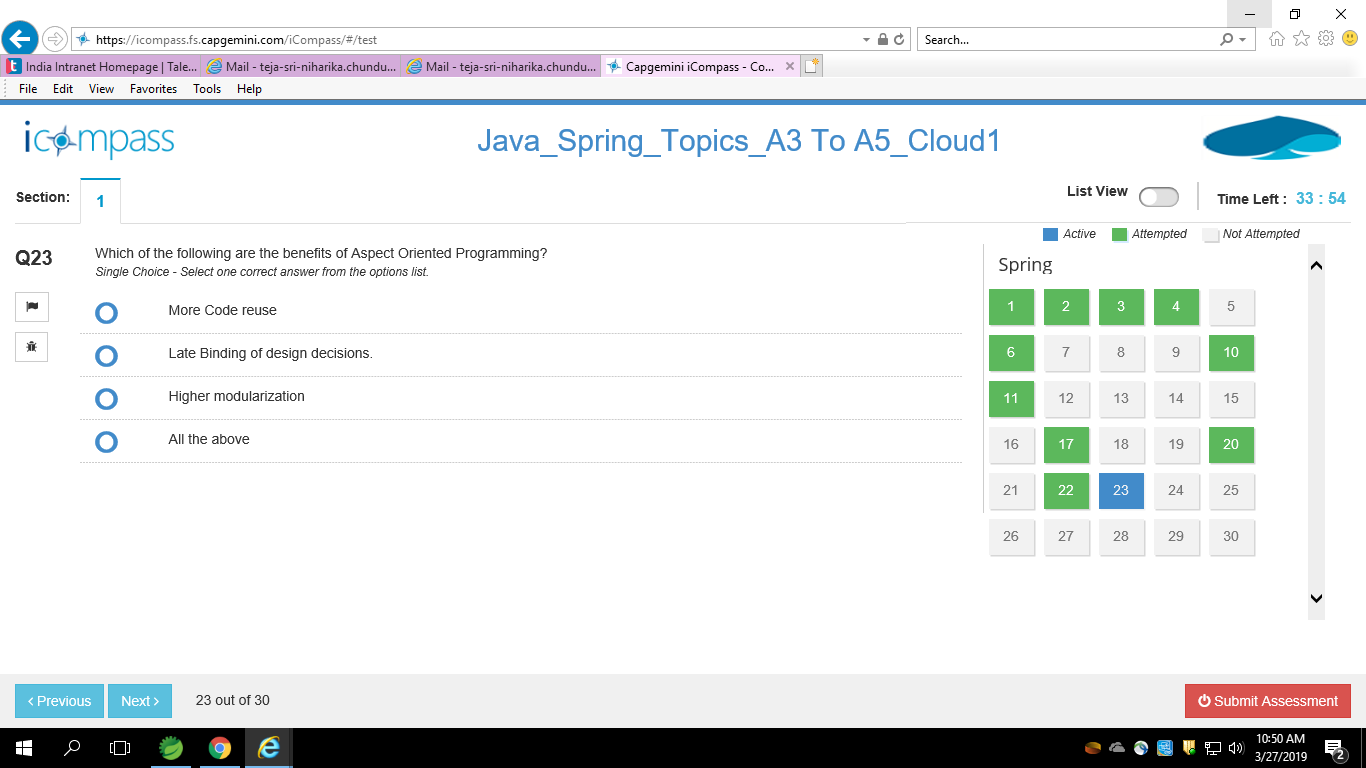 https://icompass.fs.capgemini.com/iCompass/#/test
Search...
India Intranet Homepage | Tale...
Mail - teja-sri-niharika.chundu...
Mail - teja-sri-niharika.chundu...
Capgemini iCompass - Co...
File Edit View Favorites Tools Help
icompass
Java_Spring_Topics_A3 To A5_Cloud1
Section: 1
List View
Time Left : 33 : 54
Active Attempted Not Attempted
Q23
Which of the following are the benefits of Aspect Oriented Programming?
Single Choice - Select one correct answer from the options list.
More Code reuse
Late Binding of design decisions.
Higher modularization
All the above
Spring
1 2 3 4 5
6 7 8 9 10
11 12 13 14 15
16 17 18 19 20
21 22 23 24 25
26 27 28 29 30
Previous
Next
23 out of 30
Submit Assessment
10:50 AM
3/27/2019
2